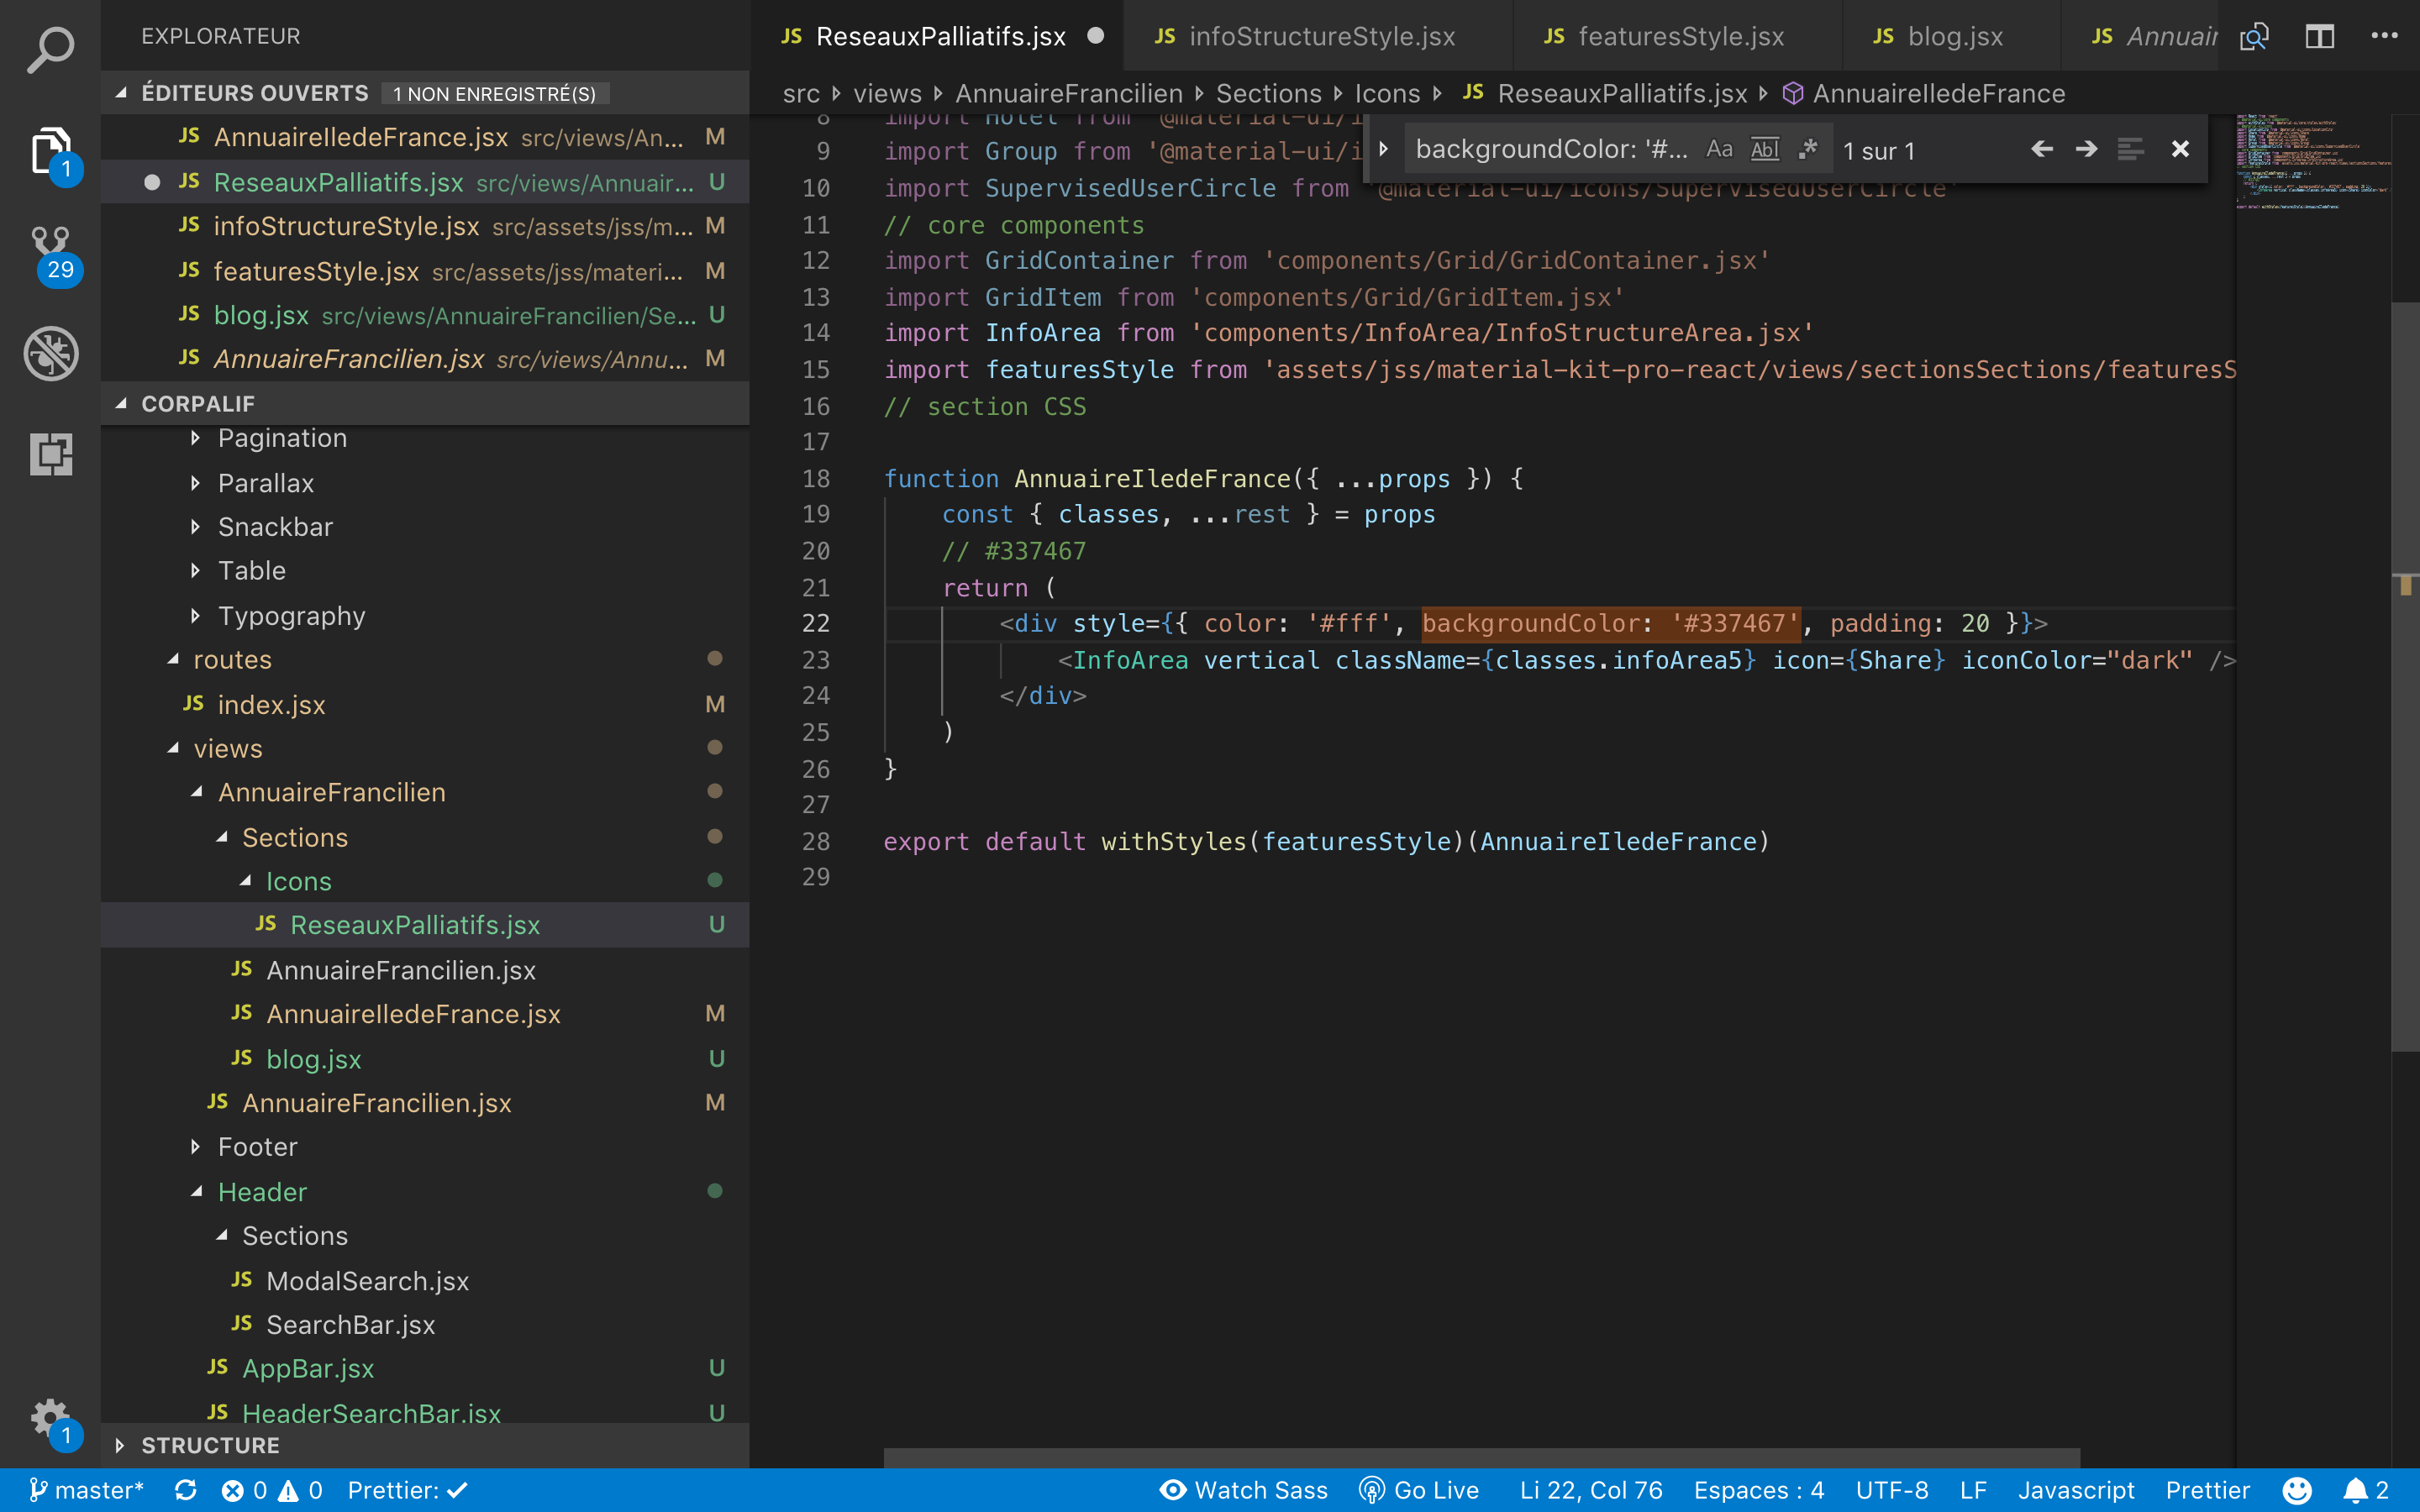 EXPLORATEUR
ÉDITEURS OUVERTS 1 NON ENREGISTRÉ(S)
JS AnnuaireIledeFrance.jsx src/views/An... M
JS ReseauxPalliatifs.jsx src/views/Annuair... U
JS infoStructureStyle.jsx src/assets/jss/m... M
JS featuresStyle.jsx src/assets/jss/materi... M
JS blog.jsx src/views/AnnuaireFrancilien/Se... U
JS AnnuaireFrancilien.jsx src/views/Annu... M
CORPALIF
Pagination
Parallax
Snackbar
Table
Typography
routes
JS index.jsx M
views
AnnuaireFrancilien
Sections
Icons
JS ReseauxPalliatifs.jsx U
JS AnnuaireFrancilien.jsx
JS AnnuaireIledeFrance.jsx M
JS blog.jsx U
JS AnnuaireFrancilien.jsx M
Footer
Header
Sections
JS ModalSearch.jsx
JS SearchBar.jsx
JS AppBar.jsx U
JS HeaderSearchBar.jsx U
STRUCTURE
1
29
1
JS ReseauxPalliatifs.jsx JS infoStructureStyle.jsx JS featuresStyle.jsx JS blog.jsx JS Annuair
src views AnnuaireFrancilien Sections Icons JS ReseauxPalliatifs.jsx AnnuaireIledeFrance
backgroundColor: '#... Aa Abl .* 1 sur 1
8 import Hotel from '@material-ui/i
9 import Group from '@material-ui/i
10 import SupervisedUserCircle from '@material-ui/icons/SupervisedUserCircle'
11 // core components
12 import GridContainer from 'components/Grid/GridContainer.jsx'
13 import GridItem from 'components/Grid/GridItem.jsx'
14 import InfoArea from 'components/InfoArea/InfoStructureArea.jsx'
15 import featuresStyle from 'assets/jss/material-kit-pro-react/views/sectionsSections/featuresS
16 // section CSS
17
18 function AnnuaireIledeFrance({ ...props }) {
19 const { classes, ...rest } = props
20 // #337467
21 return (
22 <div style={{ color: '#fff', backgroundColor: '#337467', padding: 20 }}>
23 <InfoArea vertical className={classes.infoArea5} icon={Share} iconColor="dark" />
24 </div>
25 )
26 }
27
28 export default withStyles(featuresStyle)(AnnuaireIledeFrance)
29
master* 0 0 Prettier: ✓ Watch Sass Go Live Li 22, Col 76 Espaces : 4 UTF-8 LF Javascript Prettier 2